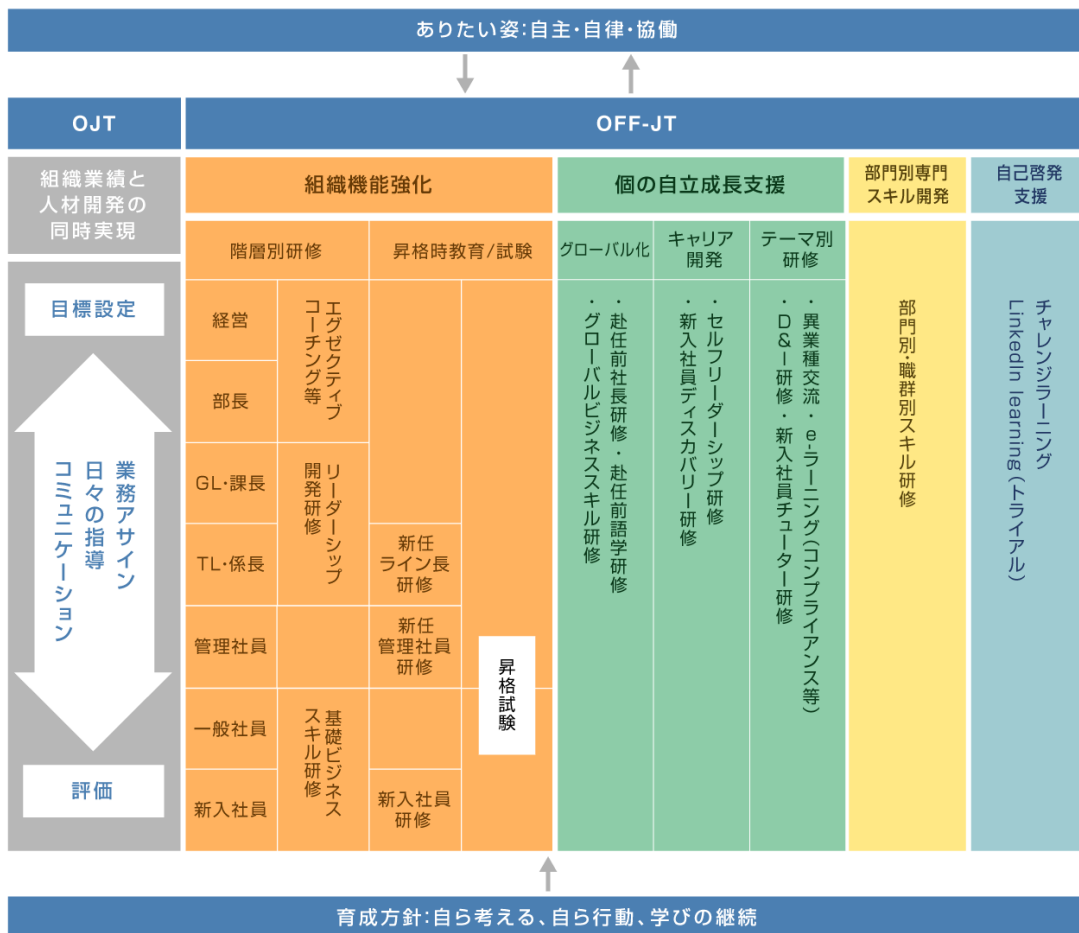 ありたい姿:自主・自律・協働
OJT
OFF-JT
組織業績と
人材開発の
同時実現
目標設定
業務アサイン
日々の指導
コミュニケーション
評価
組織機能強化
階層別研修
昇格時教育/試験
経営
部長
GL・課長
TL・係長
管理社員
一般社員
新入社員
エグゼクティブ
コーチング等
リーダーシップ
開発研修
基礎ビジネス
スキル研修
新任
ライン長
研修
新任
管理社員
研修
新入社員
研修
昇格試験
個の自立成長支援
グローバル化
・赴任前社長研修・赴任前語学研修
・グローバルビジネススキル研修
キャリア
開発
・セルフリーダーシップ研修
・新入社員ディスカバリー研修
テーマ別
研修
・異業種交流・e-ラーニング(コンプライアンス等)
・D&I研修・新入社員チューター研修
部門別専門
スキル開発
部門別・職群別スキル研修
自己啓発
支援
チャレンジラーニング
LinkedIn learning(トライアル)
育成方針:自ら考える、自ら行動、学びの継続